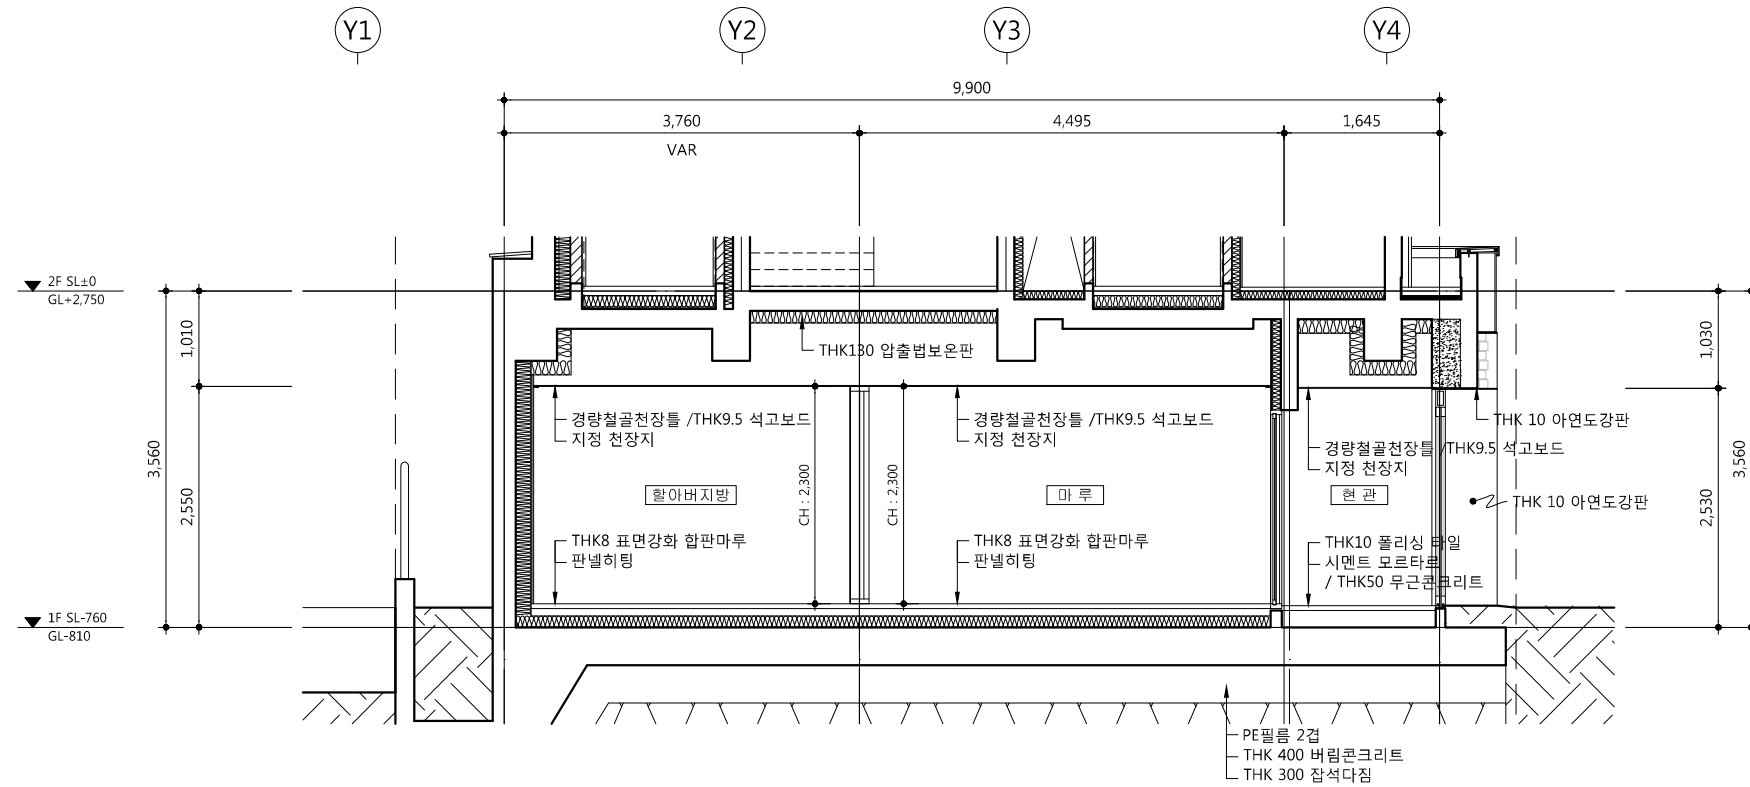 Y1 Y2 Y3 Y4
9,900
3,760 4,495 1,645
VAR
2F SL±0
GL+2,750
1,010
1,030
THK130 압출법보온판
경량철골천장틀 /THK9.5 석고보드
지정 천장지
경량철골천장틀 /THK9.5 석고보드
지정 천장지
THK 10 아연도강판
경량철골천장틀 /THK9.5 석고보드
지정 천장지
3,560
2,550
CH : 2,300
CH : 2,300
2,530
3,560
할아버지방
마 루
현 관
THK 10 아연도강판
THK8 표면강화 합판마루
판넬히팅
THK8 표면강화 합판마루
판넬히팅
THK10 폴리싱 타일
시멘트 모르타르
/ THK50 무근콘크리트
1F SL-760
GL-810
PE필름 2겹
THK 400 버림콘크리트
THK 300 잡석다짐